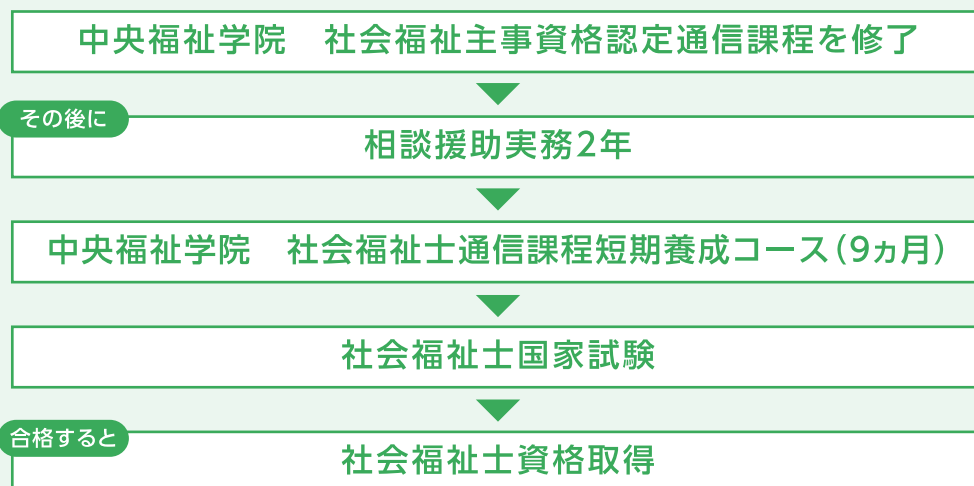 中央福祉学院　社会福祉主事資格認定通信課程を修了
その後に
相談援助実務2年
中央福祉学院　社会福祉士通信課程短期養成コース(9ヵ月)
社会福祉士国家試験
合格すると
社会福祉士資格取得